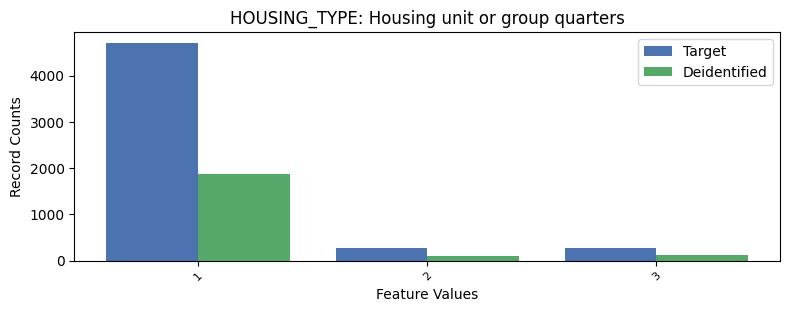 HOUSING_TYPE: Housing unit or group quarters
Target
Deidentified
Record Counts
4000
3000
2000
1000
0
1
2
3
Feature Values